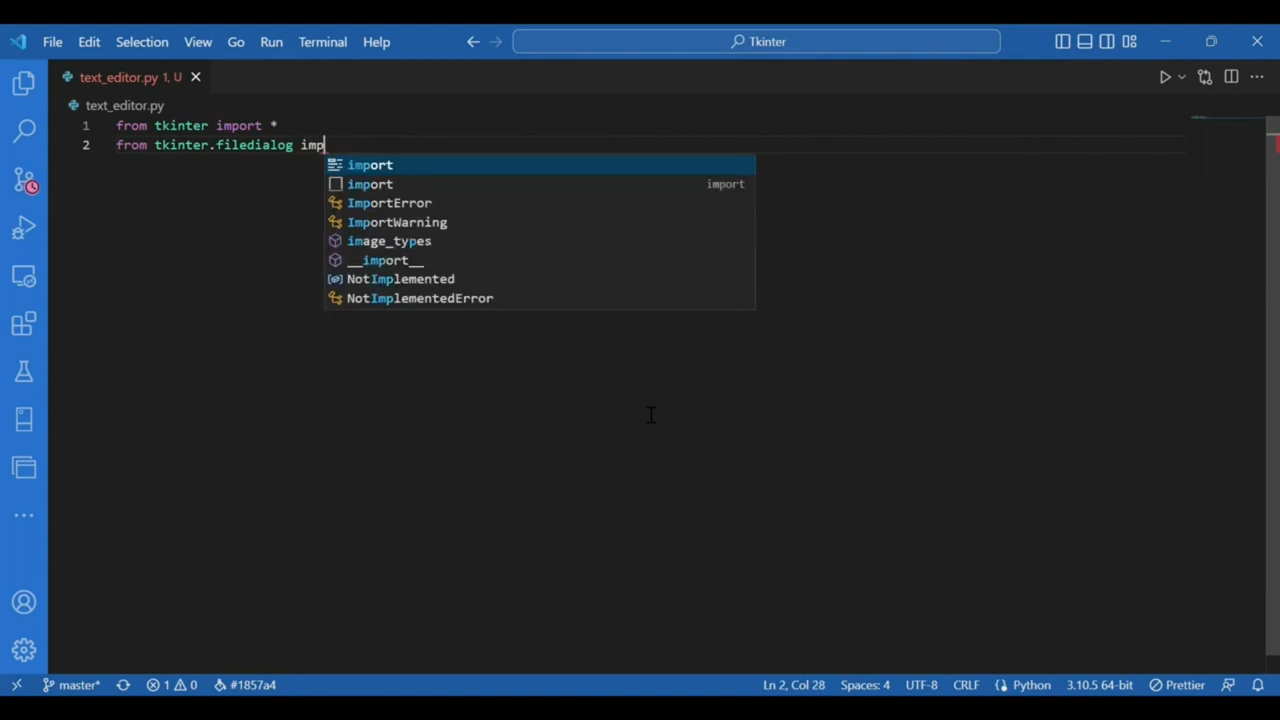 File Edit Selection View Go Run Terminal Help
Tkinter
text_editor.py 1, U
text_editor.py
1 from tkinter import *
2 from tkinter.filedialog imp
import
import import
ImportError
ImportWarning
image_types
__import__
NotImplemented
NotImplementedError
master* 1 0 #1857a4 Ln 2, Col 28 Spaces: 4 UTF-8 CRLF Python 3.10.5 64-bit Prettier